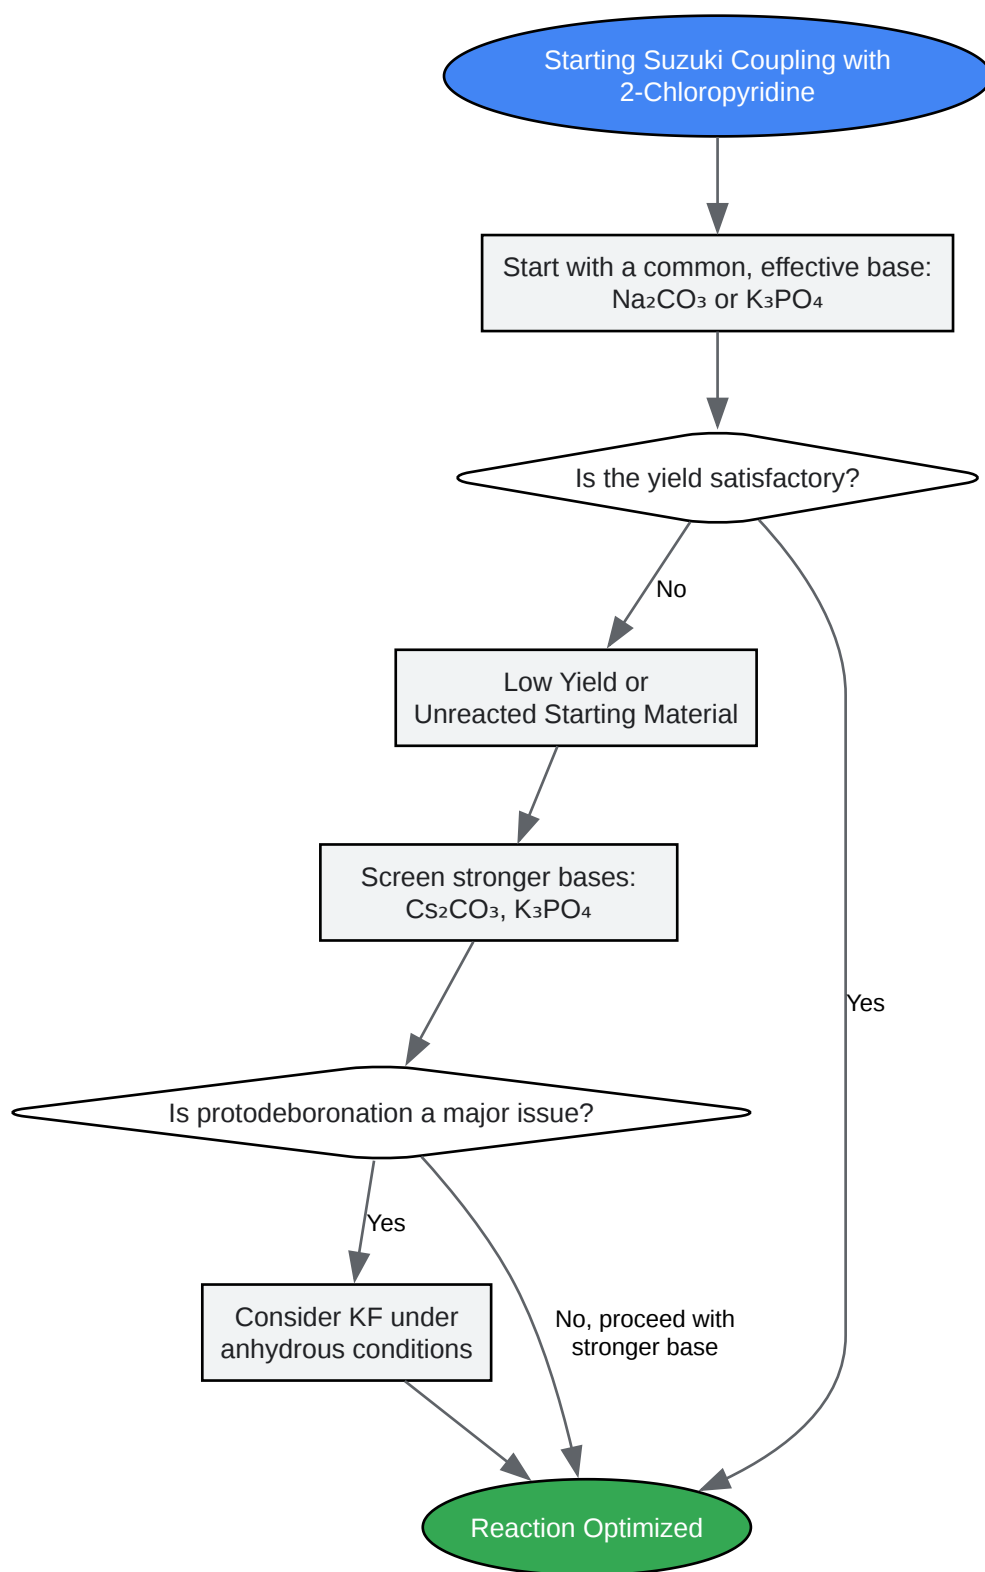 Starting Suzuki Coupling with
2-Chloropyridine
Start with a common, effective base:
Na₂CO₃ or K₃PO₄
Is the yield satisfactory?
No
Low Yield or
Unreacted Starting Material
Screen stronger bases:
Cs₂CO₃, K₃PO₄
Yes
Is protodeboronation a major issue?
Yes
Consider KF under
anhydrous conditions
No, proceed with
stronger base
Reaction Optimized